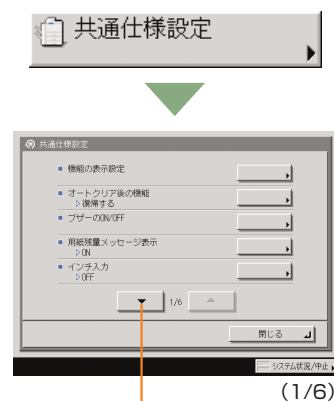 共通仕様設定
共通仕様設定
機能の表示設定
オートクリア後の機能
▷復帰する
ブザーのON/OFF
用紙残量メッセージ表示
▷ON
インチ入力
▷OFF
▼ 1/6 ▲
閉じる
システム状況/中止
(1/6)